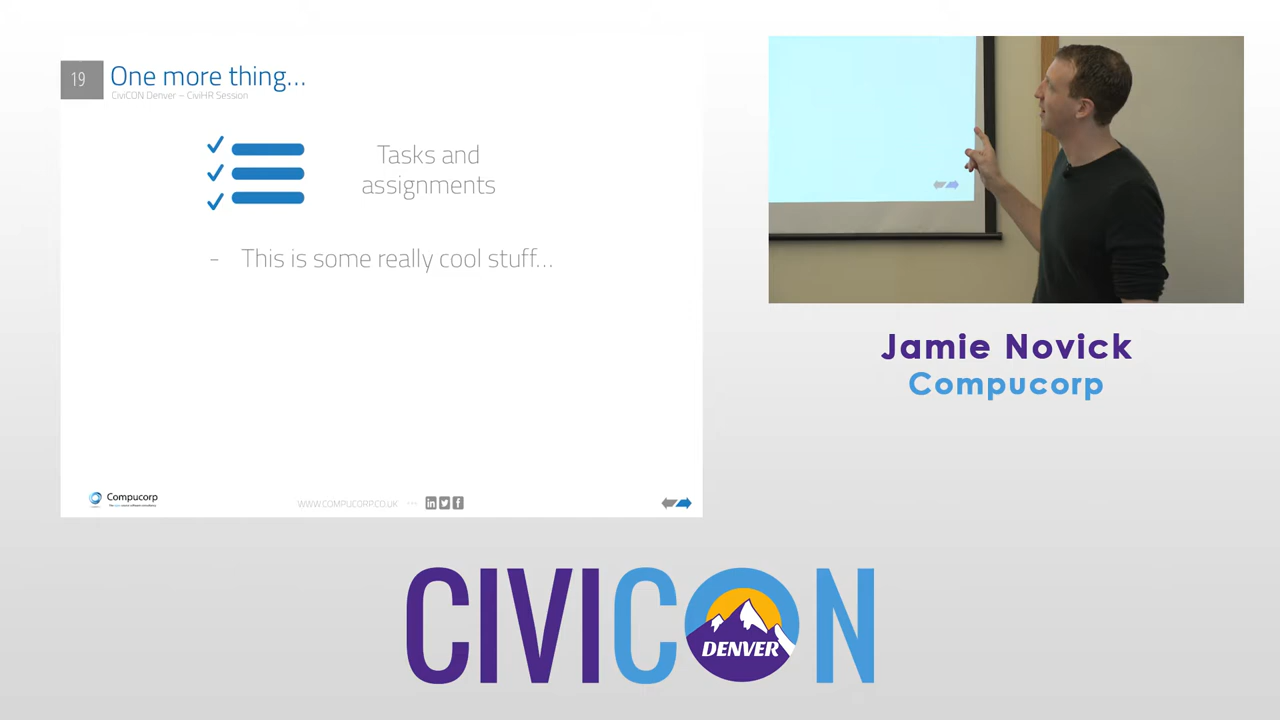 19
One more thing...
CiviCON Denver – CiviHR Session
Tasks and
assignments
- This is some really cool stuff...
Compucorp
WWW.COMPUCORP.CO.UK
Jamie Novick
Compucorp
CIVICON
DENVER